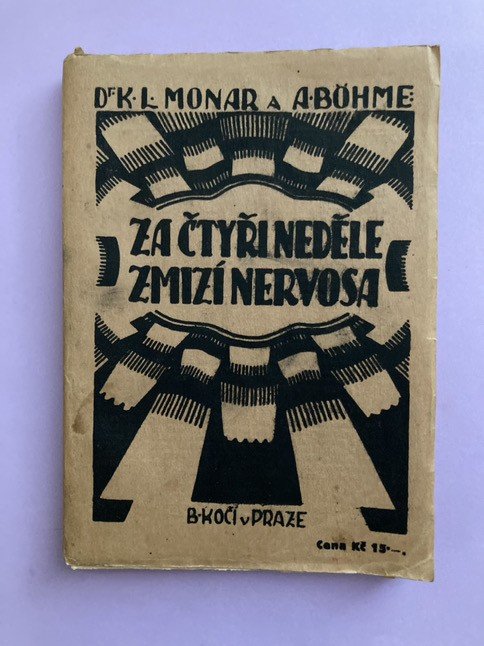 Dr K. L. MONAR A A. BÖHME:
ZA ČTYŘI NEDĚLE
ZMIZÍ NERVOSA
B. KOČÍ V PRAZE
Cena Kč 15·—.